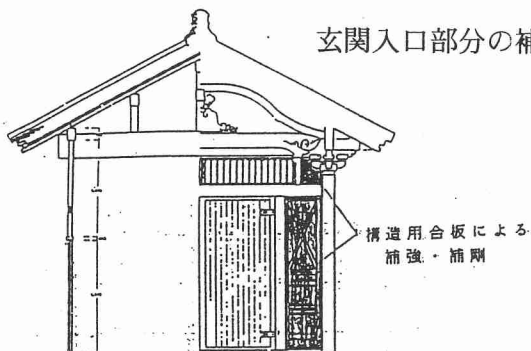 玄関入口部分の補
構造用合板による
補強・補剛